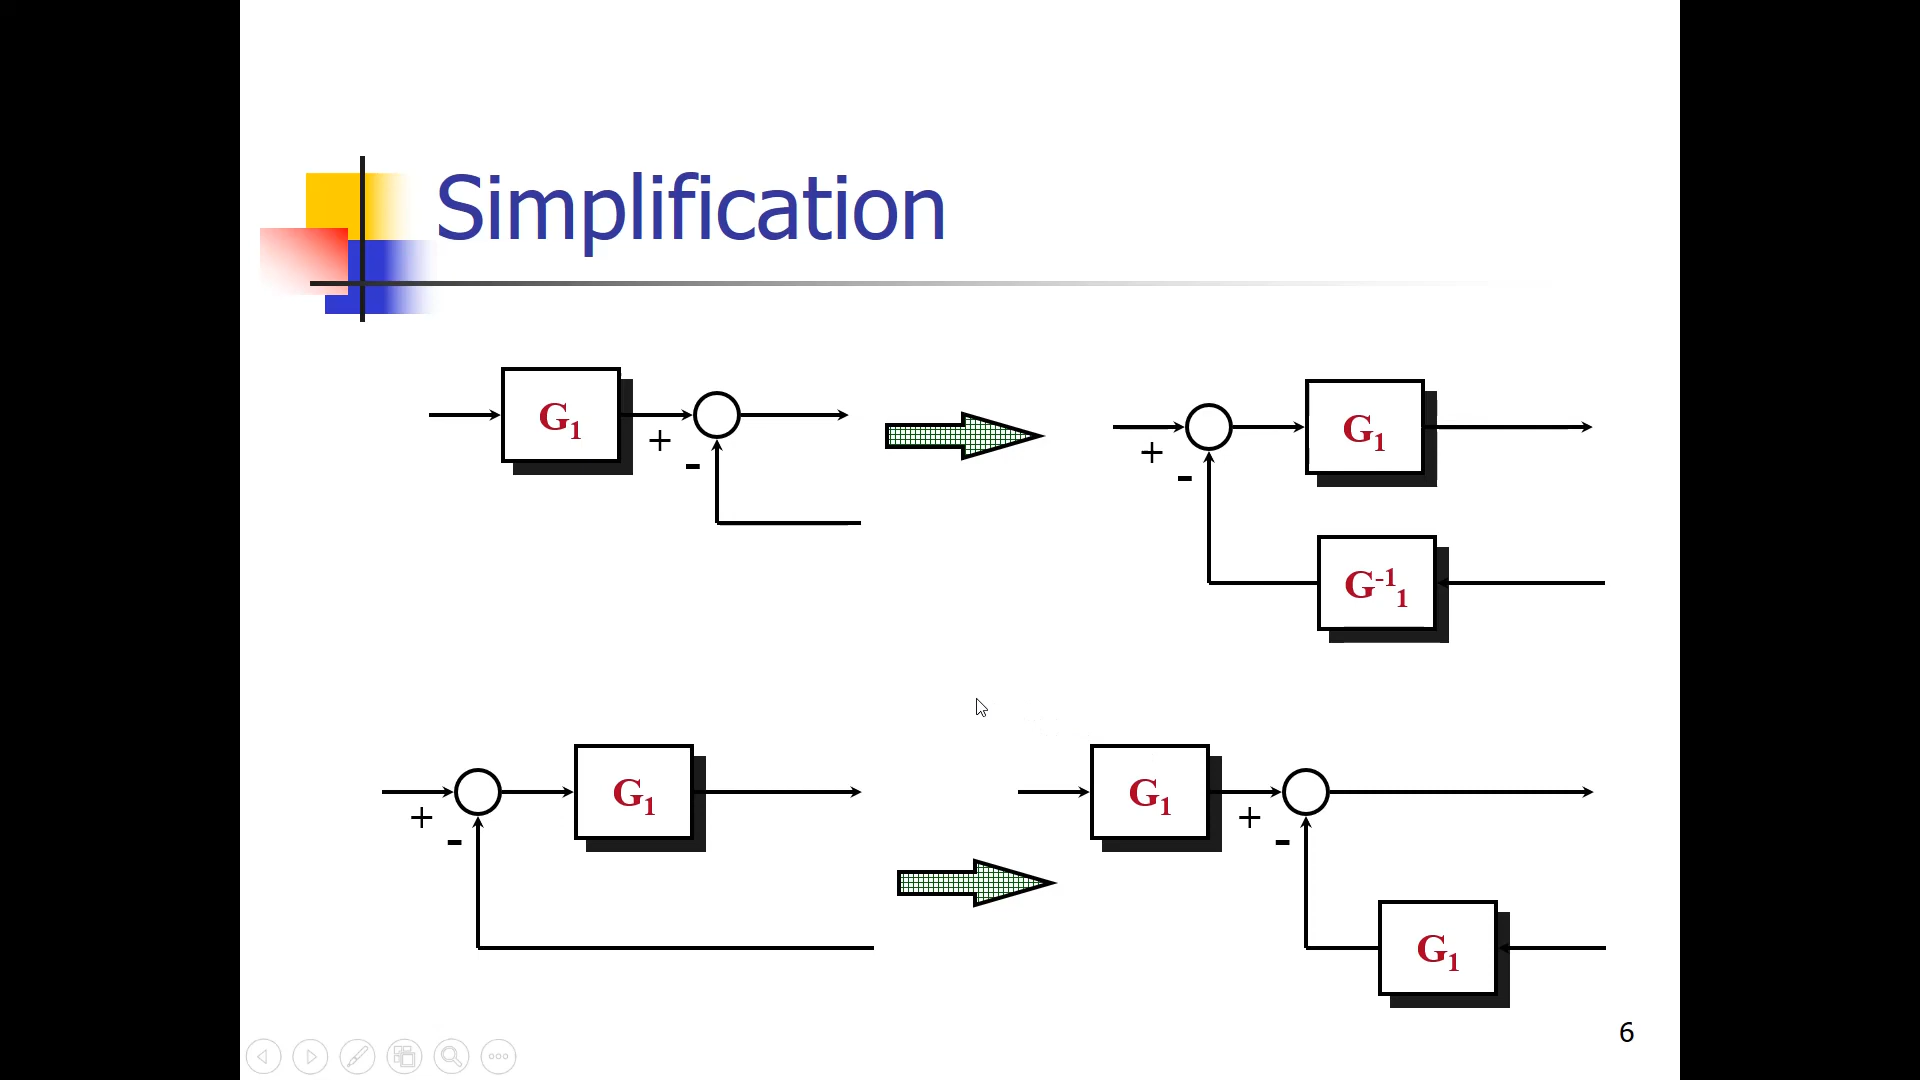 Simplification
G₁
+
-
+
-
G₁
G⁻¹₁
+
-
G₁
G₁
+
-
G₁
6